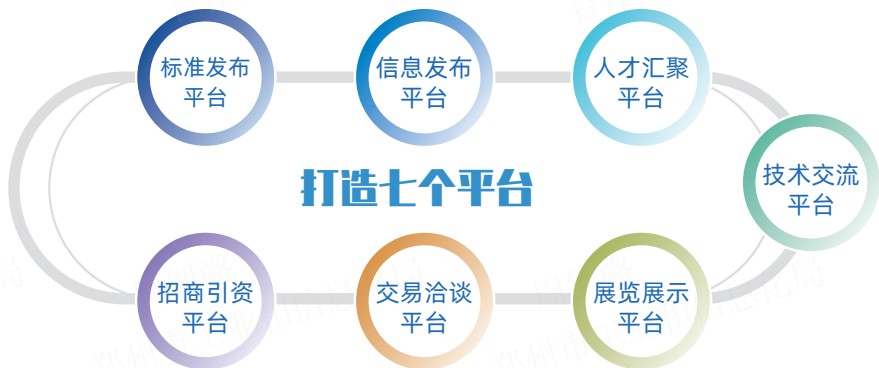 标准发布
平台
信息发布
平台
人才汇聚
平台
技术交流
平台
打造七个平台
招商引资
平台
交易洽谈
平台
展览展示
平台